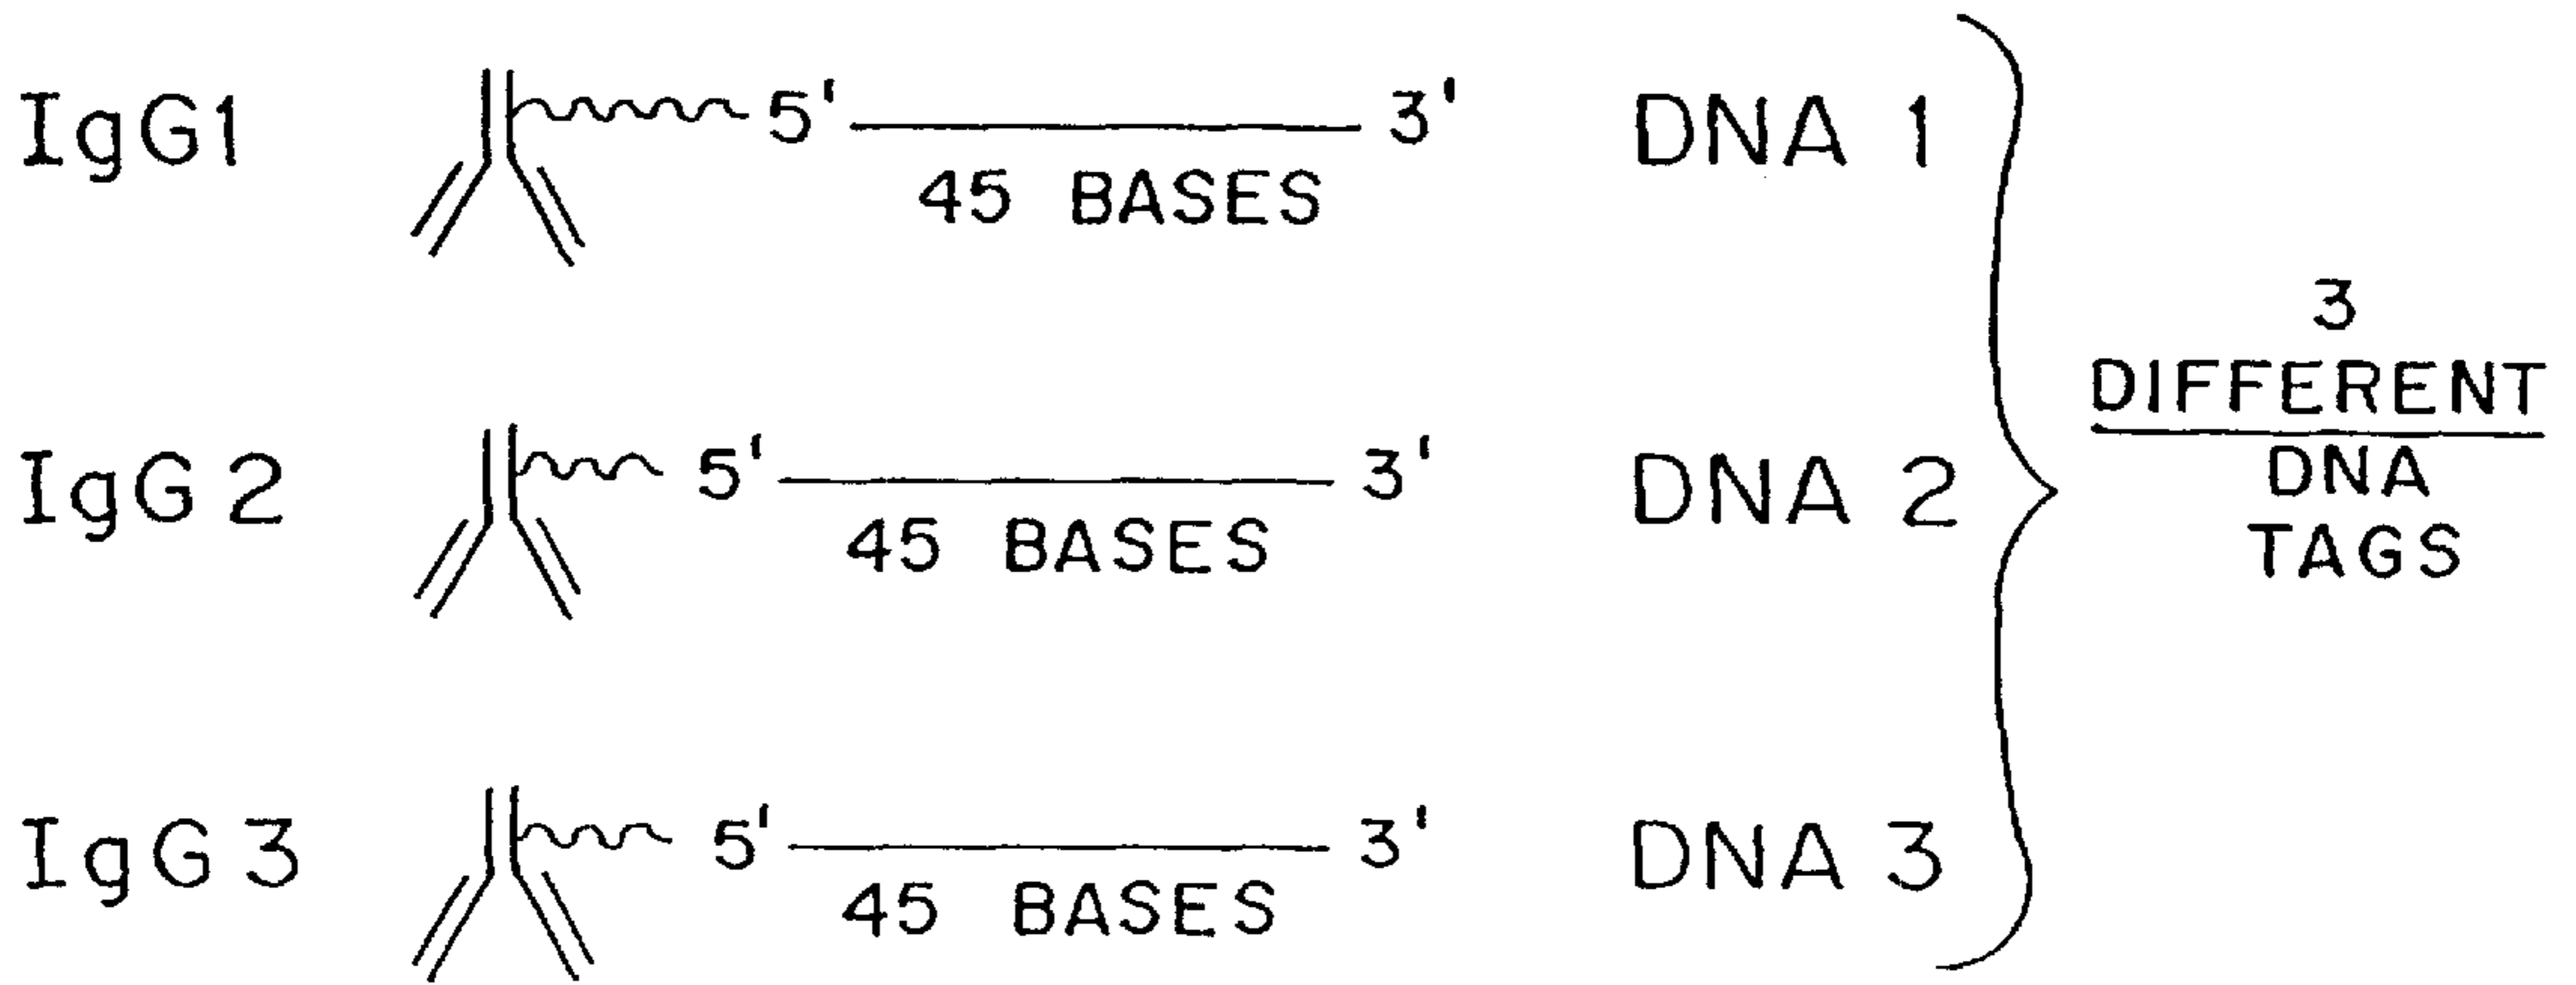 IgG1 5' 3' DNA 1
45 BASES
IgG 2 5' 3' DNA 2
45 BASES
IgG 3 5' 3' DNA 3
45 BASES
3
DIFFERENT
DNA
TAGS